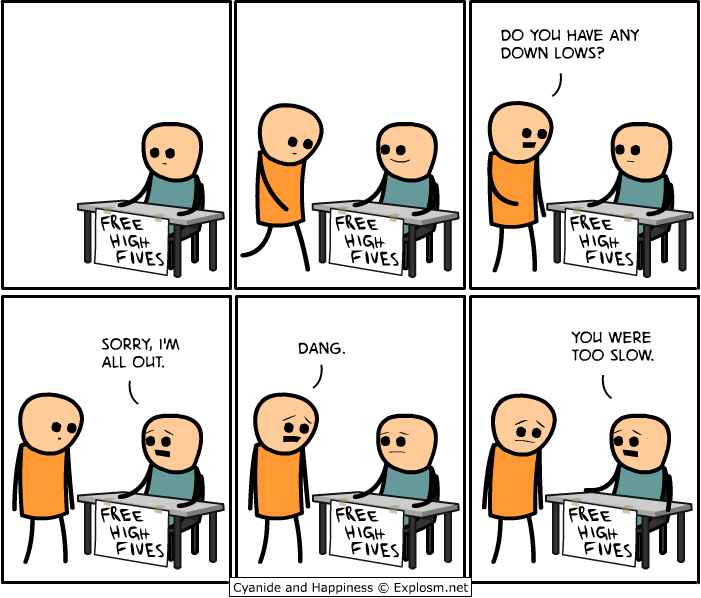 FREE
HIGH
FIVES
FREE
HIGH
FIVES
DO YOU HAVE ANY
DOWN LOWS?
FREE
HIGH
FIVES
SORRY, I'M
ALL OUT.
FREE
HIGH
FIVES
DANG.
FREE
HIGH
FIVES
YOU WERE
TOO SLOW.
FREE
HIGH
FIVES
Cyanide and Happiness © Explosm.net